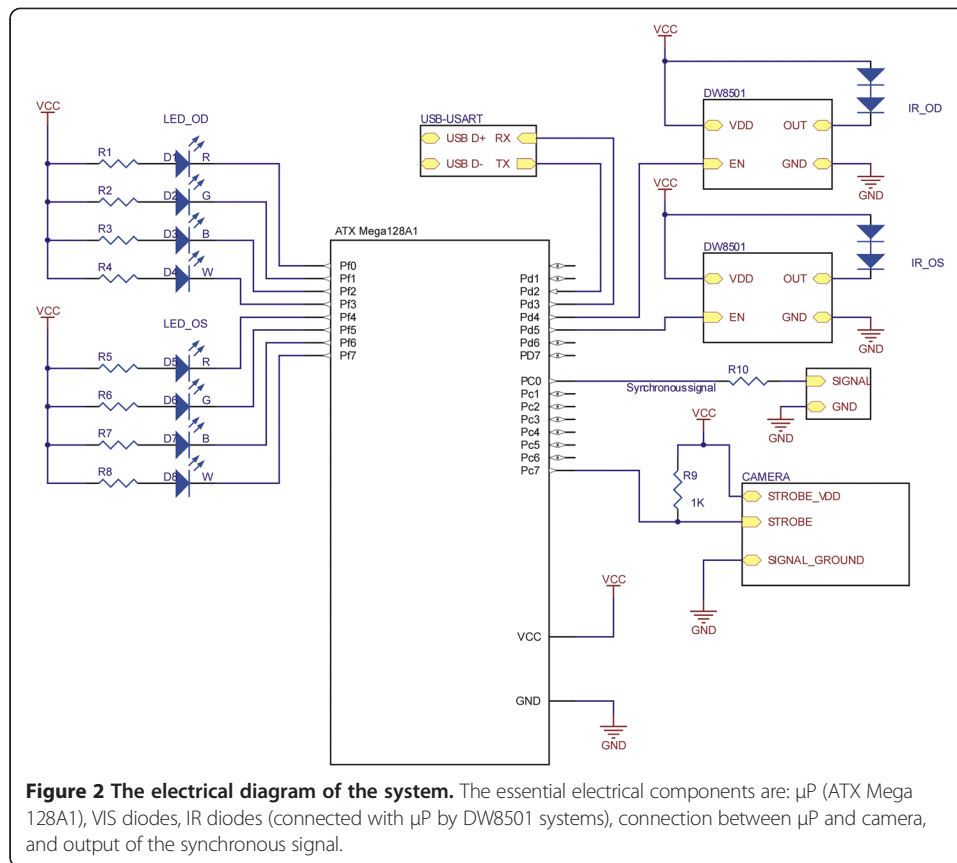 VCC
LED_OD
R1
D1
R
R2
D2
G
R3
D3
B
R4
D4
W
VCC
LED_OS
R5
D5
R
R6
D6
G
R7
D7
B
R8
D8
W
USB-USART
USB D+ RX
USB D- TX
ATX Mega128A1
Pf0
Pf1
Pf2
Pf3
Pf4
Pf5
Pf6
Pf7
Pd1
Pd2
Pd3
Pd4
Pd5
Pd6
PD7
PC0
Pc1
Pc2
Pc3
Pc4
Pc5
Pc6
Pc7
VCC
GND
VCC
GND
VCC
DW8501
VDD OUT
EN GND
IR_OD
GND
VCC
DW8501
VDD OUT
EN GND
IR_OS
GND
Synchronoussignal
R10
SIGNAL
GND
GND
VCC
R9
1K
CAMERA
STROBE_VDD
STROBE
SIGNAL_GROUND
GND
Figure 2 The electrical diagram of the system. The essential electrical components are: µP (ATX Mega
128A1), VIS diodes, IR diodes (connected with µP by DW8501 systems), connection between µP and camera,
and output of the synchronous signal.